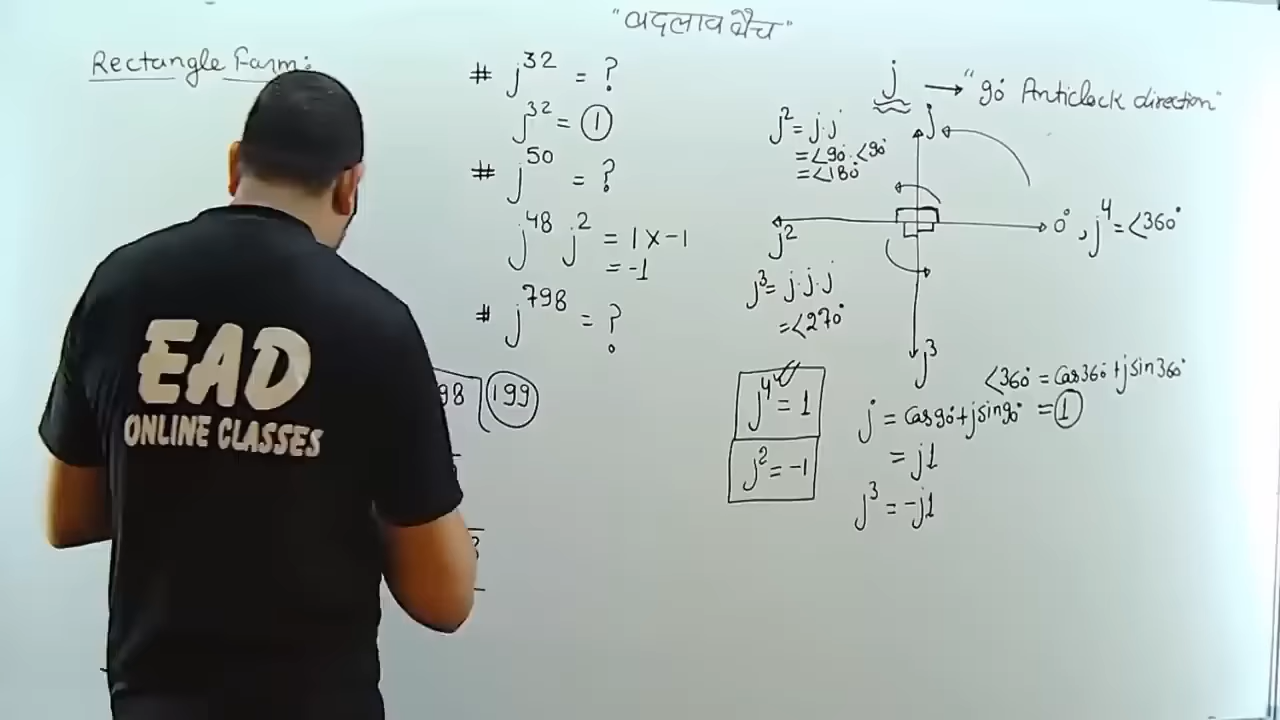 "बदलाव बैच"
Rectangle Farm:
# j³² = ?
j³² = 1
# j⁵⁰ = ?
j⁴⁸ j² = 1 x -1
= -1
# j⁷⁹⁸ = ?
98 199
j → "90° Anticlock direction"
j² = j.j
= <90°.<90°
= <180°
j
j²
0°, j⁴ = <360°
j³ = j.j.j
= <270°
j³
j⁴ = 1
j² = -1
<360° = cos360° + jsin360°
= 1
j = cos90° + jsin90°
= j1
j³ = -j1
EAD
ONLINE CLASSES